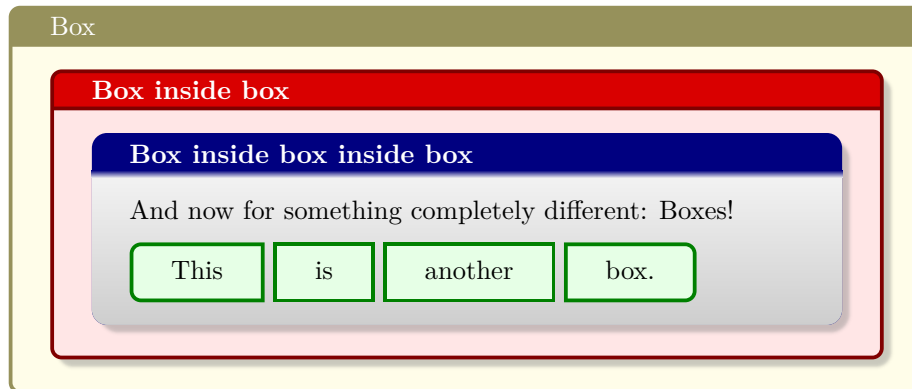 Box
Box inside box
Box inside box inside box
And now for something completely different: Boxes!
This is another box.